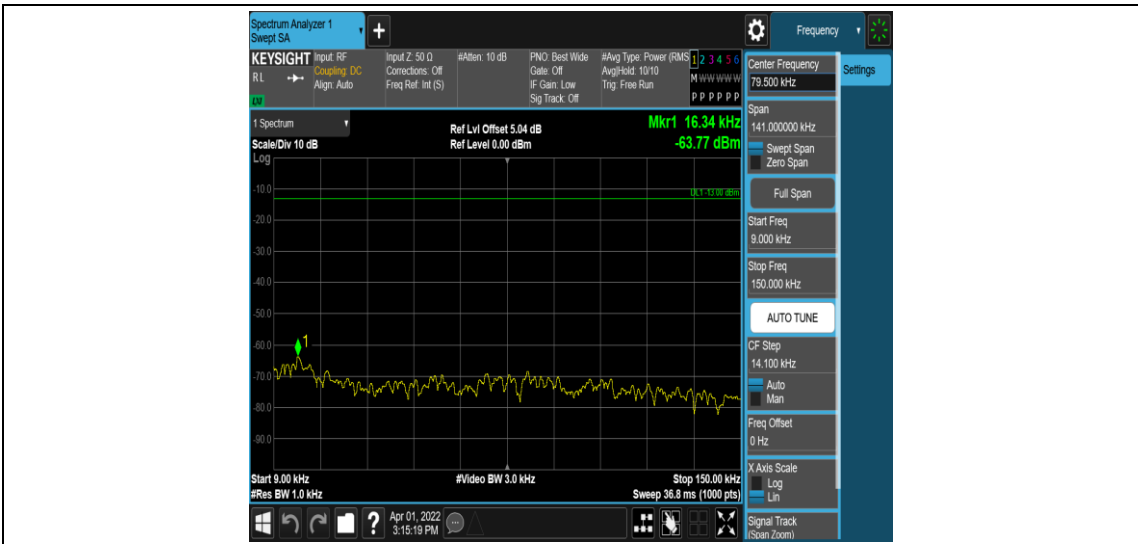 Spectrum Analyzer 1
Swept SA
+
Frequency
KEYSIGHT
Input: RF
Input Z: 50 Ω
#Atten: 10 dB
PNO: Best Wide
#Avg Type: Power (RMS
1 2 3 4 5 6
RL
Coupling: DC
Corrections: Off
Gate: Off
Avg|Hold: 10/10
M W W W W W
Align: Auto
Freq Ref: Int (S)
IF Gain: Low
Trig: Free Run
Sig Track: Off
P P P P P P
LXI
1 Spectrum
Ref Lvl Offset 5.04 dB
Mkr1 16.34 kHz
Scale/Div 10 dB
Ref Level 0.00 dBm
-63.77 dBm
Log
DL1 -13.00 dBm
-10.0
-20.0
-30.0
-40.0
-50.0
-60.0
1
-70.0
-80.0
-90.0
Start 9.00 kHz
#Video BW 3.0 kHz
Stop 150.00 kHz
#Res BW 1.0 kHz
Sweep 36.8 ms (1000 pts)
?
Apr 01, 2022
3:15:19 PM
Center Frequency
79.500 kHz
Settings
Span
141.000000 kHz
Swept Span
Zero Span
Full Span
Start Freq
9.000 kHz
Stop Freq
150.000 kHz
AUTO TUNE
CF Step
14.100 kHz
Auto
Man
Freq Offset
0 Hz
X Axis Scale
Log
Lin
Signal Track
(Span Zoom)